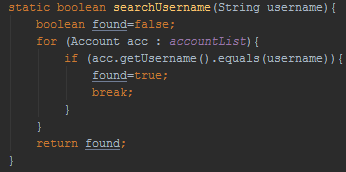 static boolean searchUsername(String username){
    boolean found=false;
    for (Account acc : accountList){
        if (acc.getUsername().equals(username)){
            found=true;
            break;
        }
    }
    return found;
}